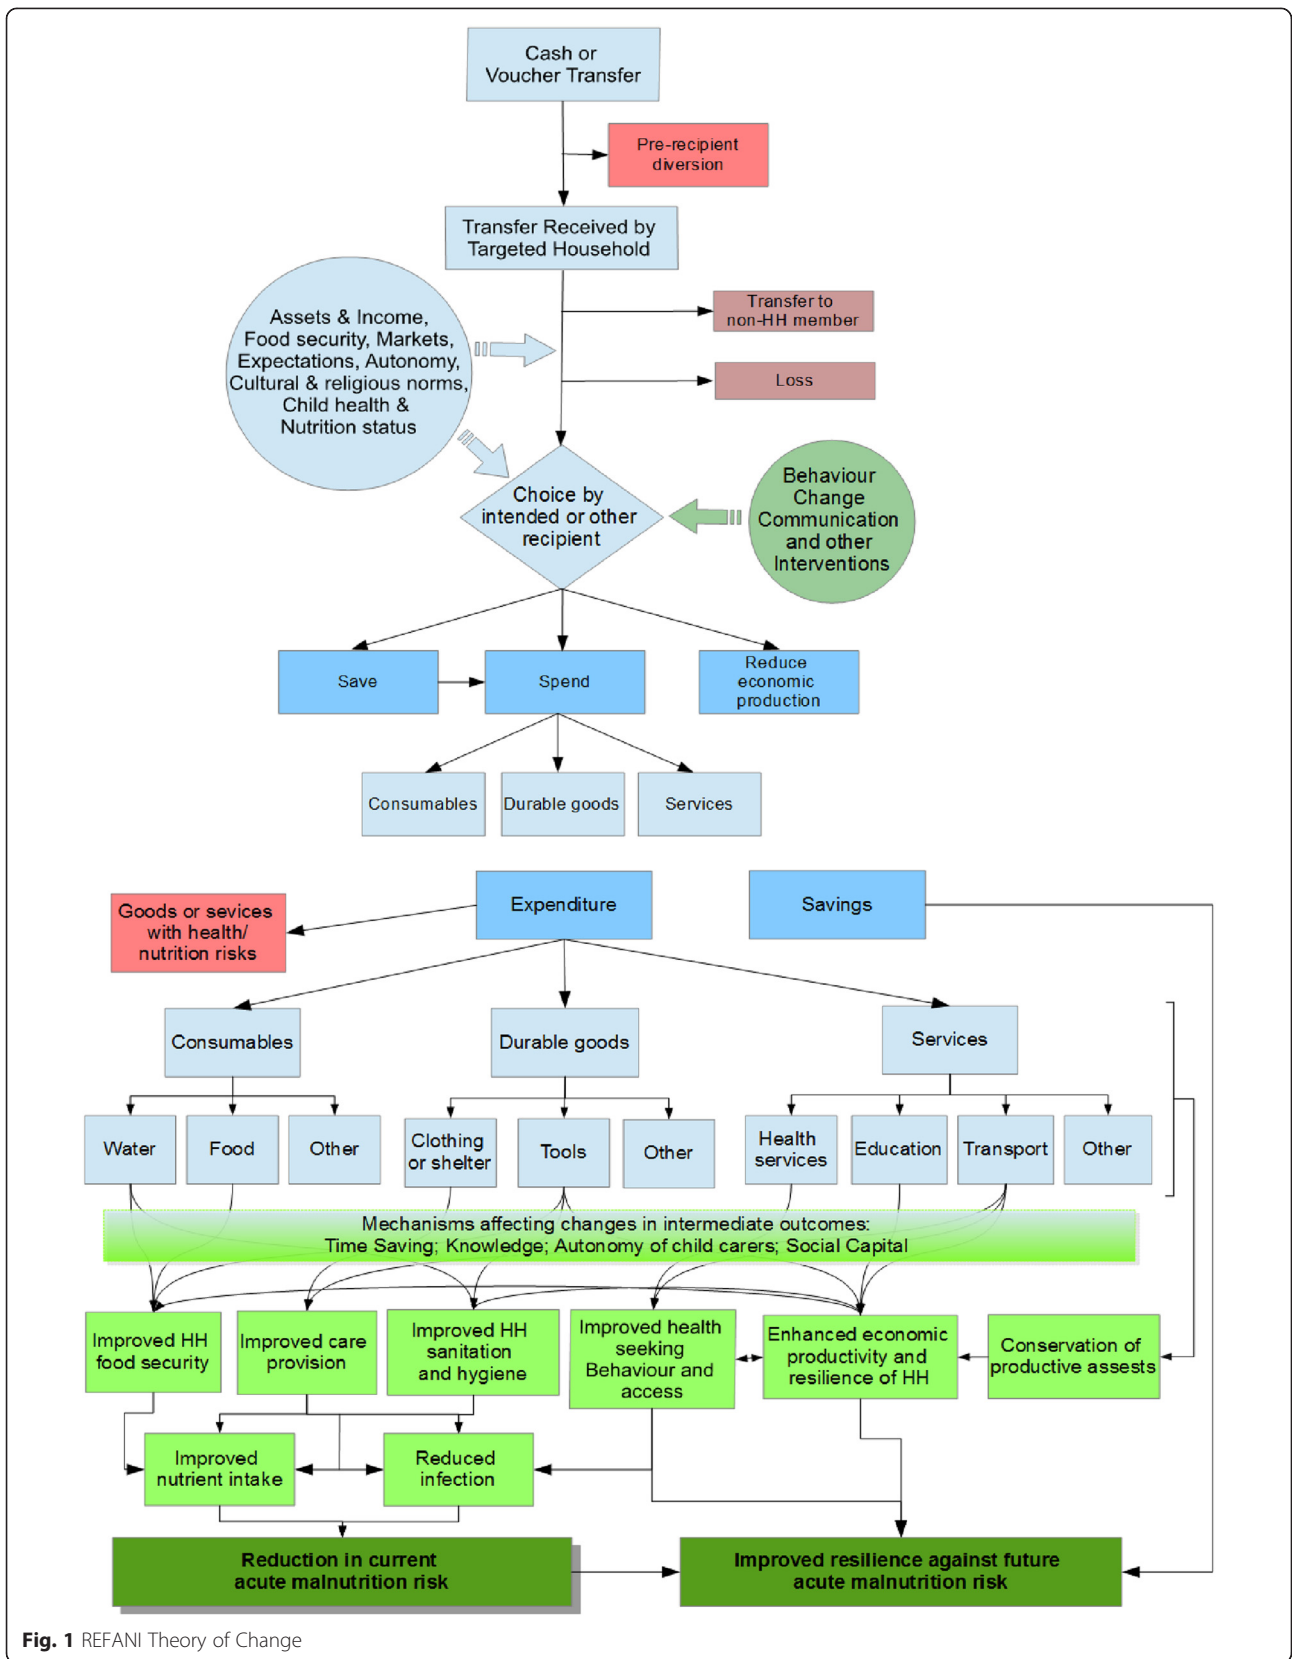 Cash or
Voucher Transfer
Pre-recipient
diversion
Transfer Received by
Targeted Household
Transfer to
non-HH member
Assets & Income,
Food security, Markets,
Expectations, Autonomy,
Cultural & religious norms,
Child health &
Nutrition status
Loss
Choice by
intended or other
recipient
Behaviour
Change
Communication
and other
Interventions
Save
Spend
Reduce
economic
production
Consumables
Durable goods
Services
Goods or sevices
with health/
nutrition risks
Expenditure
Savings
Consumables
Durable goods
Services
Water
Food
Other
Clothing
or shelter
Tools
Other
Health
services
Education
Transport
Other
Mechanisms affecting changes in intermediate outcomes:
Time Saving; Knowledge; Autonomy of child carers; Social Capital
Improved HH
food security
Improved care
provision
Improved HH
sanitation
and hygiene
Improved health
seeking
Behaviour and
access
Enhanced economic
productivity and
resilience of HH
Conservation of
productive assests
Improved
nutrient intake
Reduced
infection
Reduction in current
acute malnutrition risk
Improved resilience against future
acute malnutrition risk
Fig. 1 REFANI Theory of Change